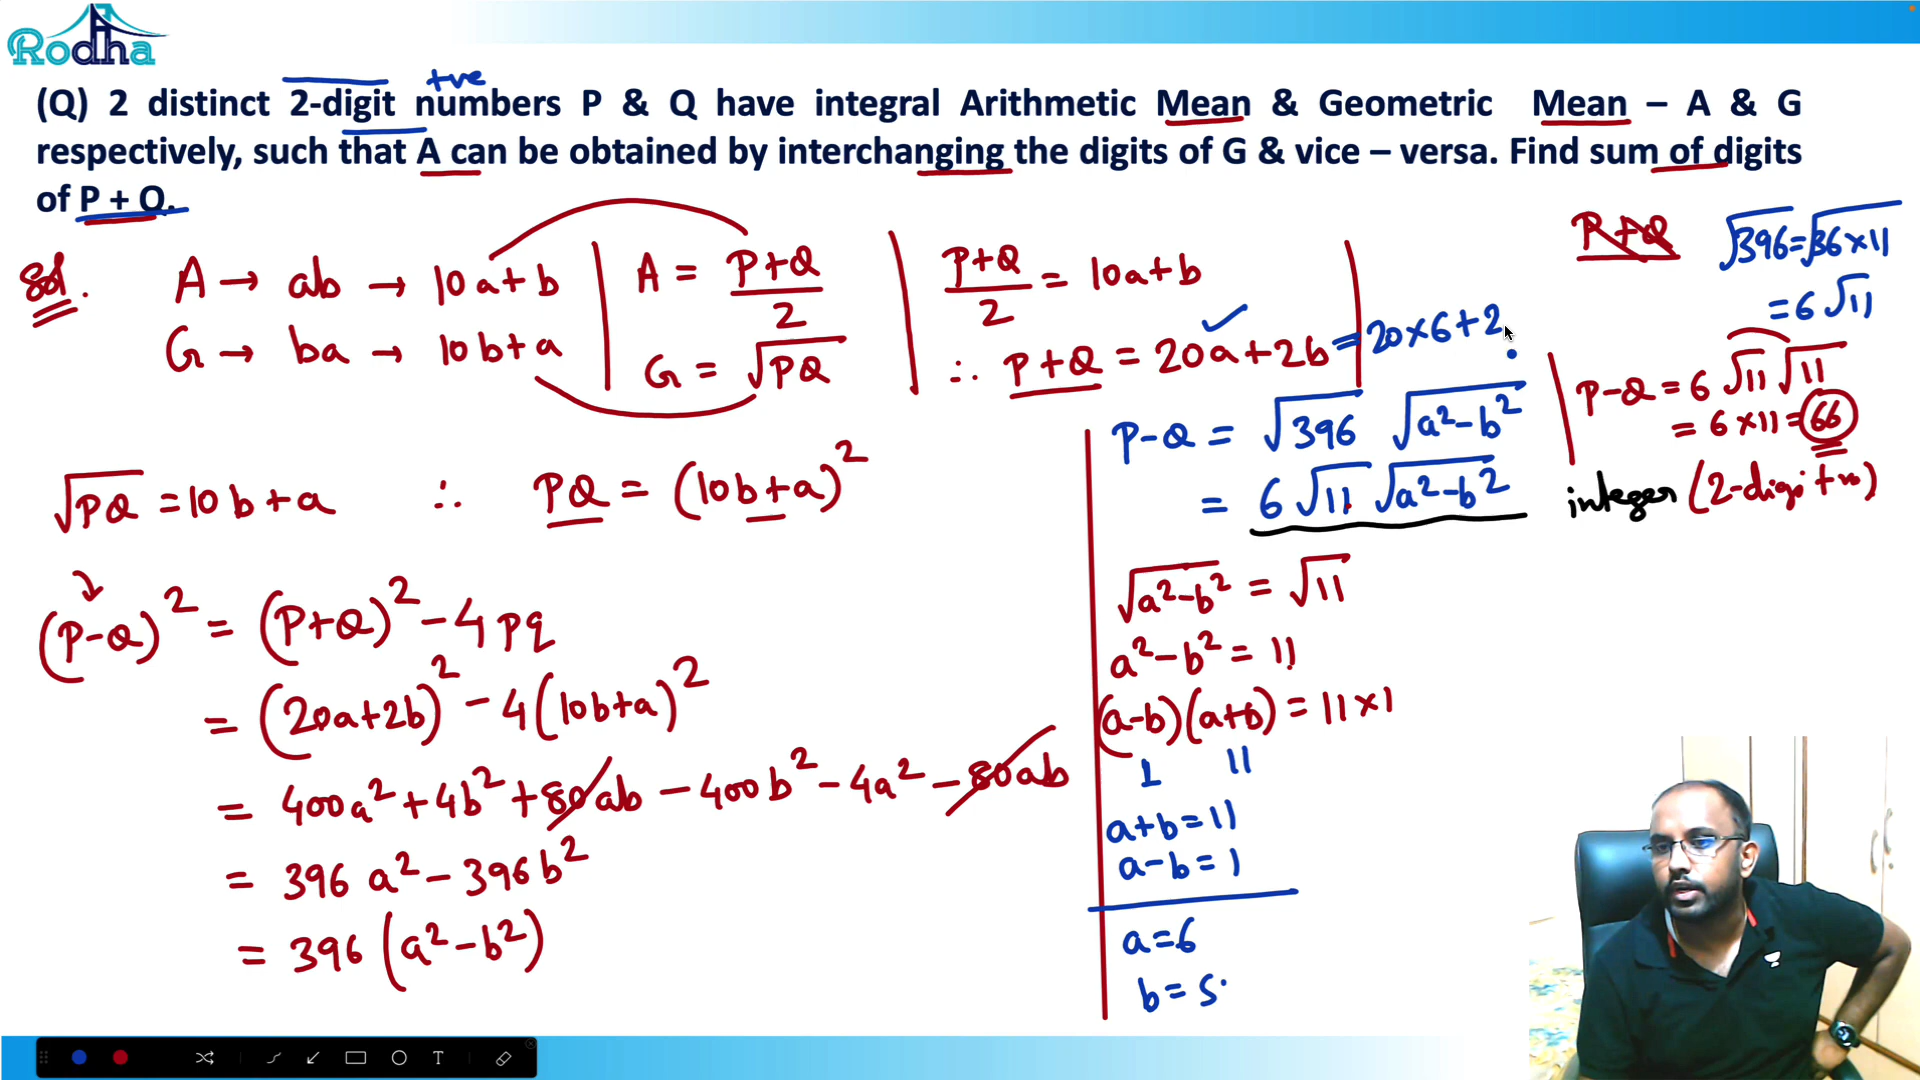 Rodha
+ve
(Q) 2 distinct 2-digit numbers P & Q have integral Arithmetic Mean & Geometric Mean – A & G
respectively, such that A can be obtained by interchanging the digits of G & vice – versa. Find sum of digits
of P + Q.
Sol.
A → ab → 10a+b
G → ba → 10b+a
A = P+Q / 2
G = √PQ
P+Q / 2 = 10a+b
∴ P+Q = 20a+2b = 20×6+2
P+Q
√396 = √36×11
= 6√11
P-Q = 6√11 √11
= 6×11 = 66
integer (2-digit no)
√PQ = 10b+a ∴ PQ = (10b+a)²
(P-Q)² = (P+Q)² - 4pq
= (20a+2b)² - 4(10b+a)²
= 400a² + 4b² + 80ab - 400b² - 4a² - 80ab
= 396a² - 396b²
= 396(a²-b²)
P-Q = √396 √a²-b²
= 6√11 √a²-b²
√a²-b² = √11
a²-b² = 11
(a-b)(a+b) = 11×1
1 11
a+b = 11
a-b = 1
a=6
b=5.
T